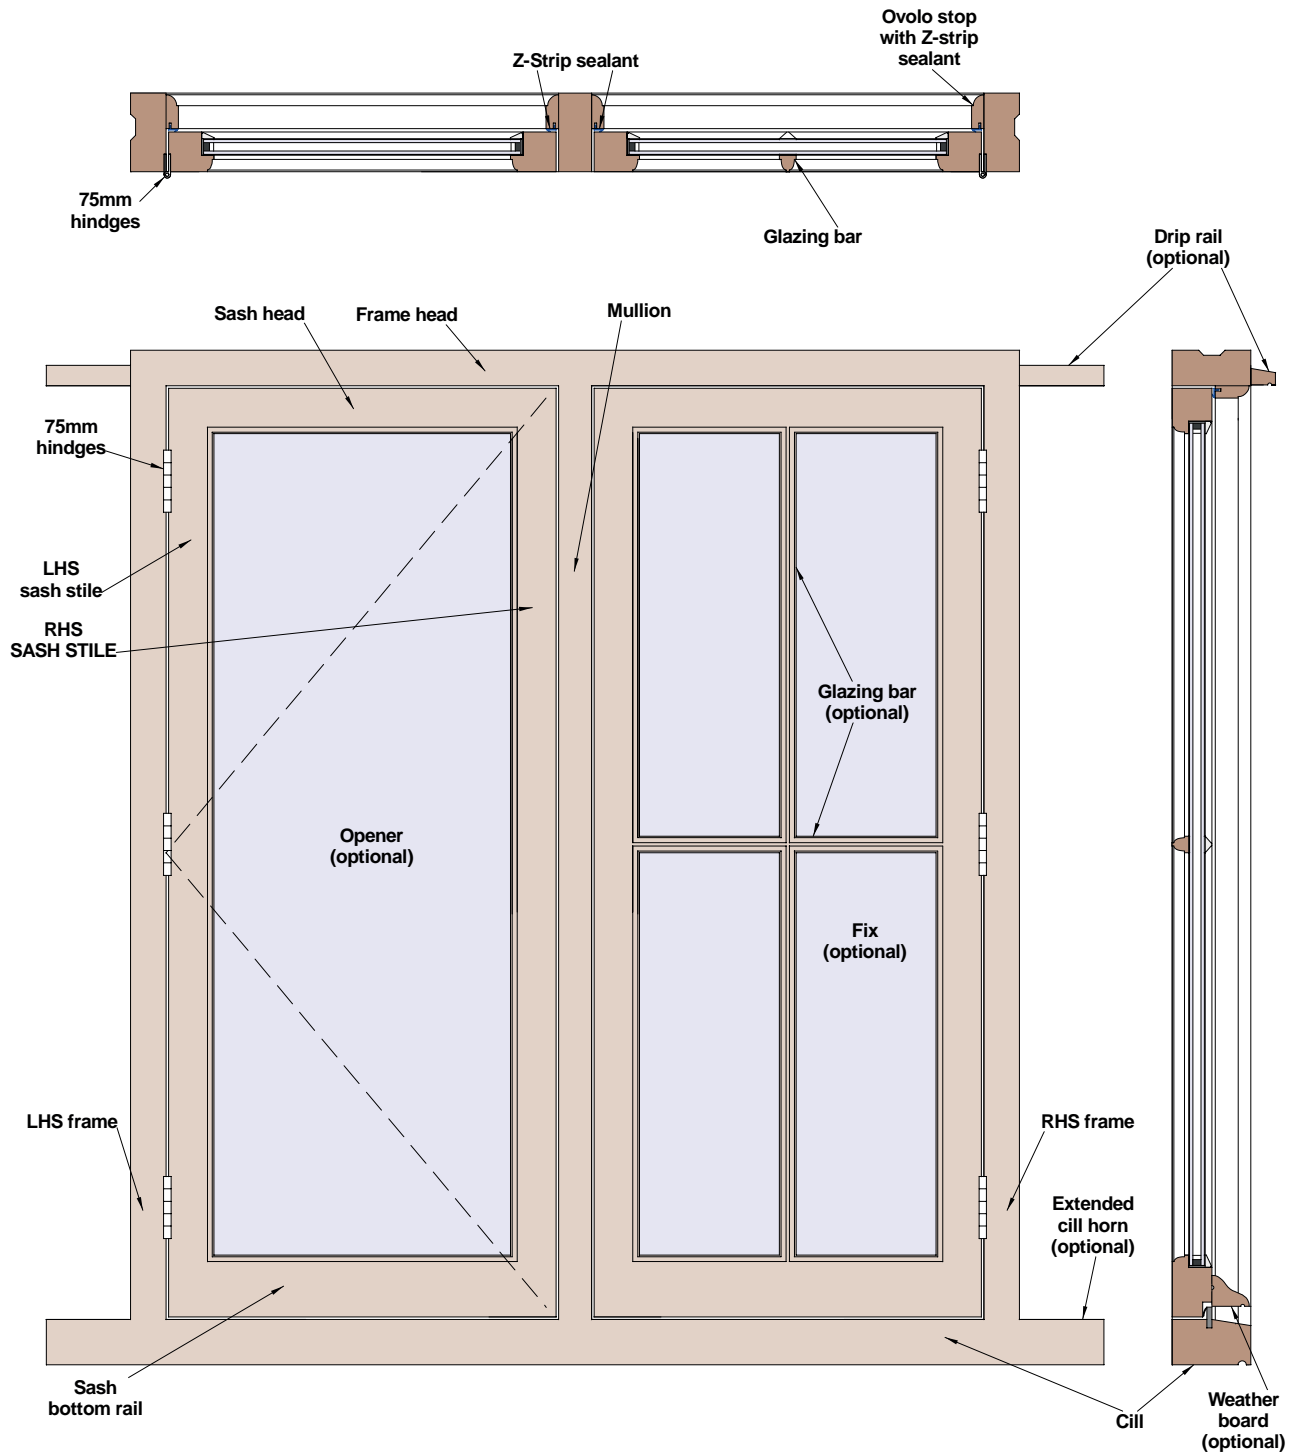 Ovolo stop
with Z-strip
sealant
Z-Strip sealant
75mm
hindges
Glazing bar
Drip rail
(optional)
Sash head
Frame head
Mullion
75mm
hindges
LHS
sash stile
RHS
SASH STILE
Glazing bar
(optional)
Opener
(optional)
Fix
(optional)
LHS frame
RHS frame
Extended
cill horn
(optional)
Sash
bottom rail
Cill
Weather
board
(optional)